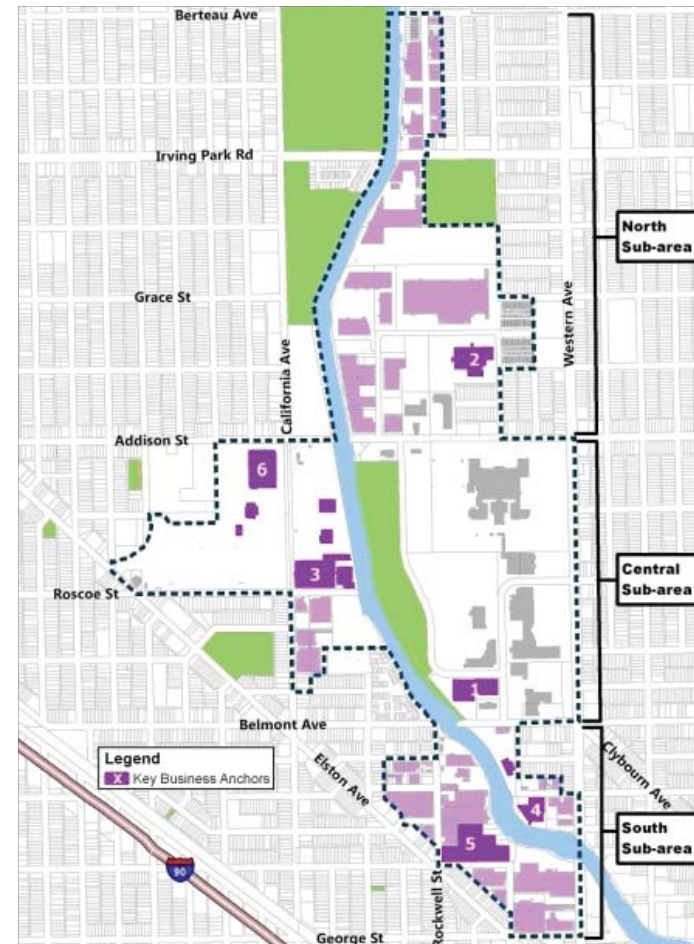 Berteau Ave
Irving Park Rd
North
Sub-area
Grace St
Western Ave
2
California Ave
Addison St
6
Central
Sub-area
3
Roscoe St
1
Belmont Ave
Legend
X Key Business Anchors
Elston Ave
Clybourn Ave
4
South
Sub-area
5
90
Rockwell St
George St